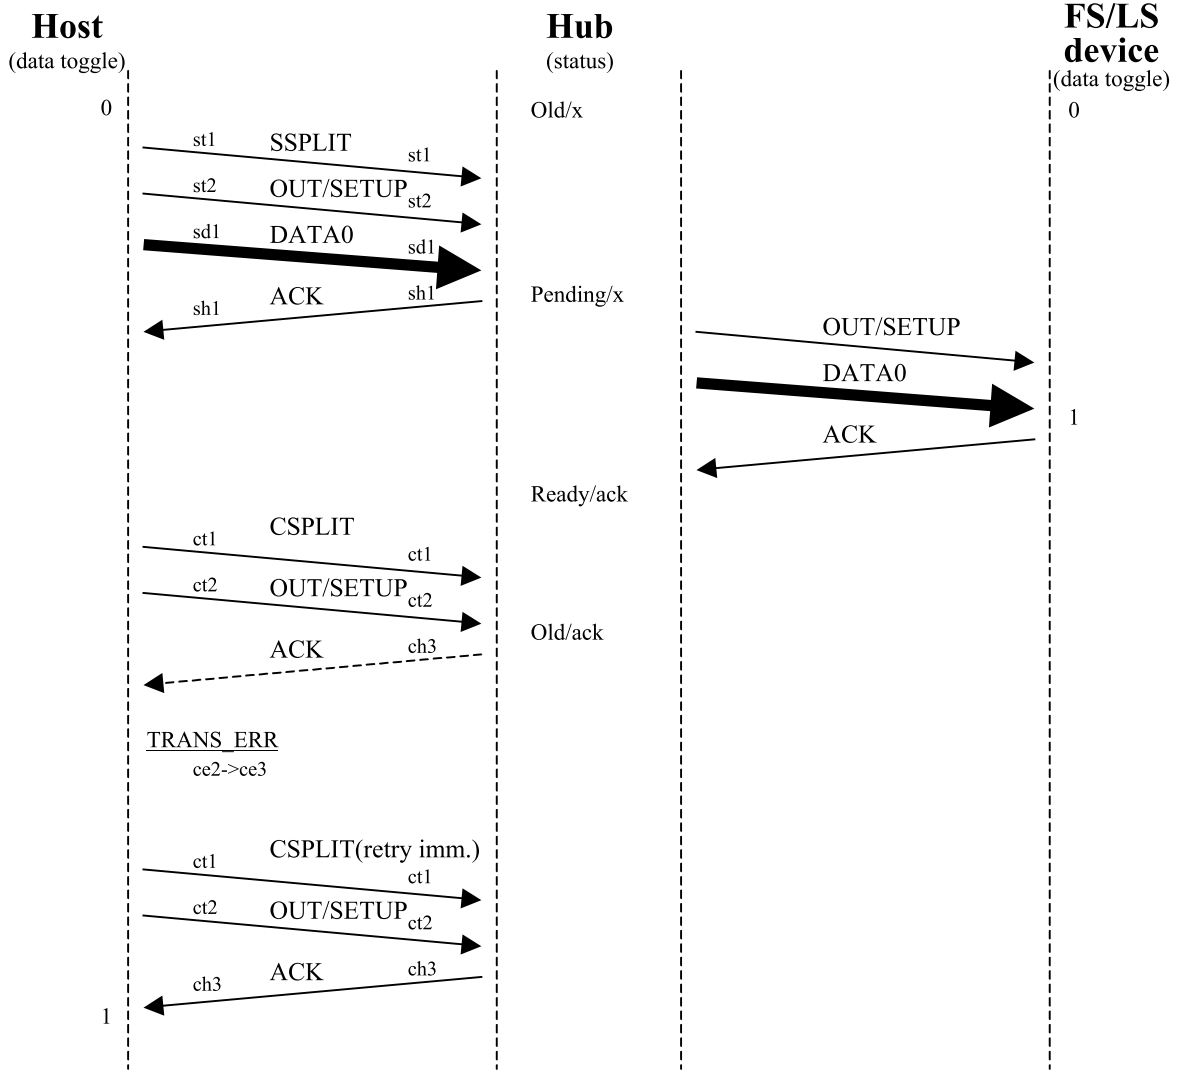 Host
(data toggle)
Hub
(status)
FS/LS
device
(data toggle)
0
Old/x
0
st1 SSPLIT st1
st2 OUT/SETUP st2
sd1 DATA0 sd1
sh1 ACK sh1
Pending/x
OUT/SETUP
DATA0
1
ACK
Ready/ack
ct1 CSPLIT ct1
ct2 OUT/SETUP ct2
Old/ack
ACK ch3
TRANS_ERR
ce2->ce3
ct1 CSPLIT(retry imm.) ct1
ct2 OUT/SETUP ct2
ch3 ACK ch3
1